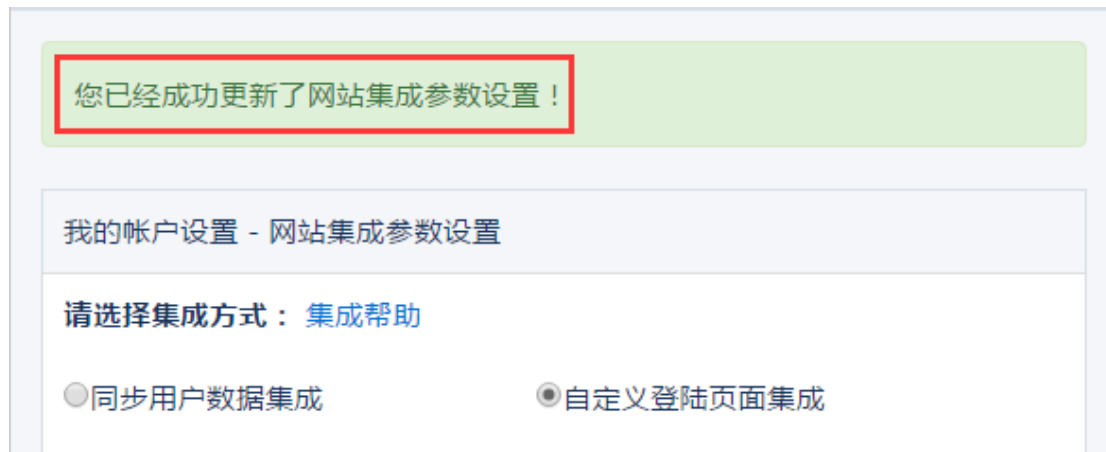 您已经成功更新了网站集成参数设置！
我的帐户设置 - 网站集成参数设置
请选择集成方式： 集成帮助
同步用户数据集成 自定义登陆页面集成